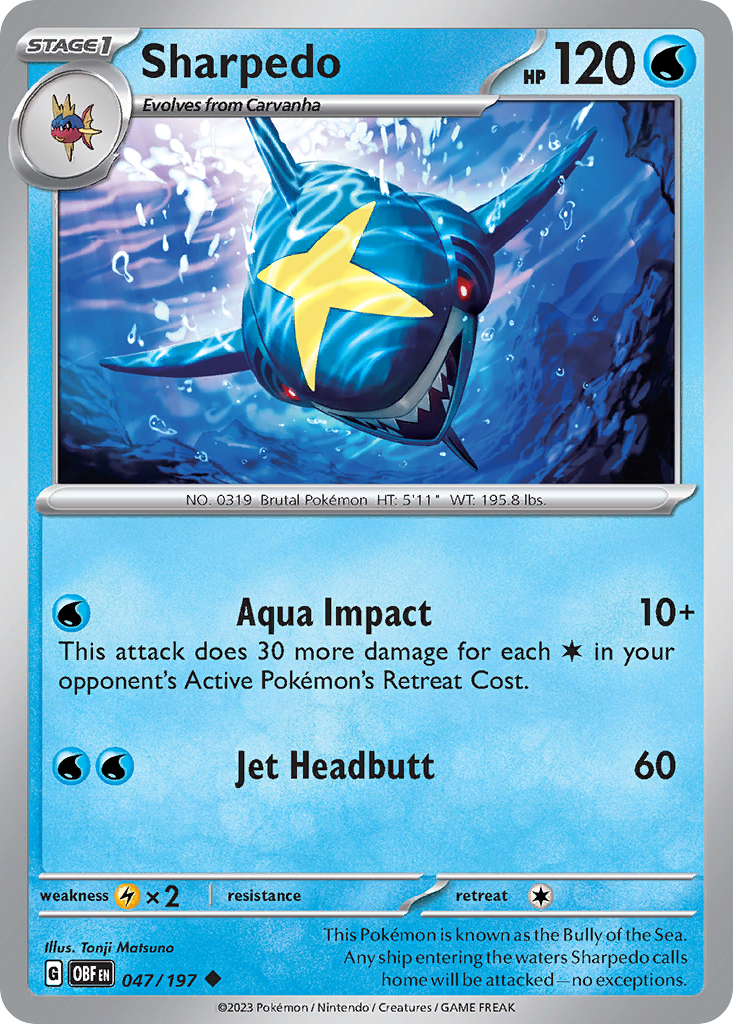 STAGE 1
Sharpedo
HP 120
Evolves from Carvanha
NO. 0319 Brutal Pokémon HT: 5'11" WT: 195.8 lbs.
Aqua Impact 10+
This attack does 30 more damage for each in your
opponent's Active Pokémon's Retreat Cost.
Jet Headbutt 60
weakness ×2 resistance retreat
Illus. Tonji Matsuno
This Pokémon is known as the Bully of the Sea.
Any ship entering the waters Sharpedo calls
home will be attacked—no exceptions.
G OBF EN 047/197
©2023 Pokémon / Nintendo / Creatures / GAME FREAK